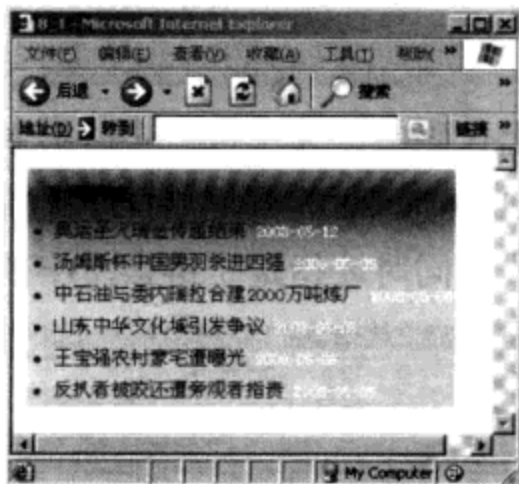 8-1 - Microsoft Internet Explorer
文件(F) 编辑(E) 查看(V) 收藏(A) 工具(T) 帮助( »
后退 搜索 »
地址(D) 转到 链接 »
奥运圣火瑞金传递结束 2008-05-12
汤姆斯杯中国男羽杀进四强
中石油与委内瑞拉合建2000万吨炼厂
山东中华文化城引发争议
王宝强农村豪宅遭曝光
反扒者被砍还遭旁观者指责
My Computer